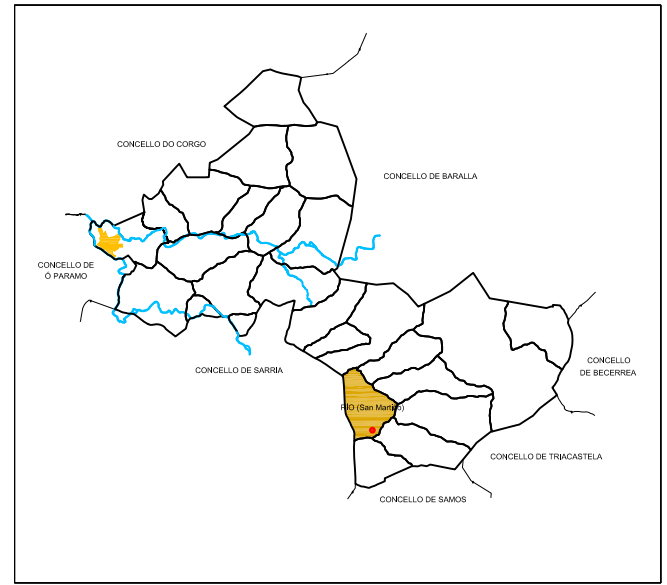 CONCELLO DO CORGO
CONCELLO DE BARALLA
CONCELLO DE
Ó PARAMO
CONCELLO DE SARRIA
CONCELLO
DE BECERREA
RÍO (San Martiño)
CONCELLO DE TRIACASTELA
CONCELLO DE SAMOS